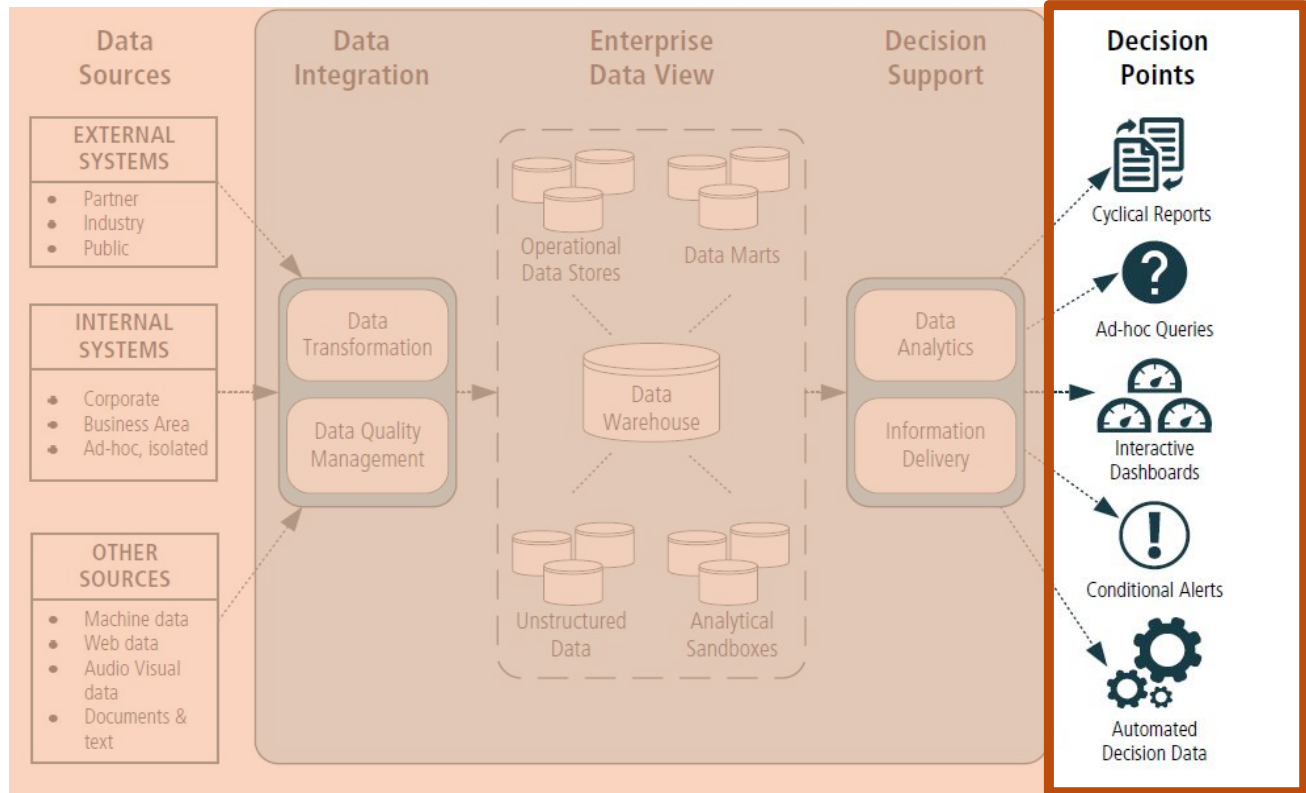 Data
Sources
Data
Integration
Enterprise
Data View
Decision
Support
Decision
Points
EXTERNAL
SYSTEMS
• Partner
• Industry
• Public
INTERNAL
SYSTEMS
• Corporate
• Business Area
• Ad-hoc, isolated
OTHER
SOURCES
• Machine data
• Web data
• Audio Visual
data
• Documents &
text
Data
Transformation
Data Quality
Management
Operational
Data Stores
Data Marts
Data
Warehouse
Unstructured
Data
Analytical
Sandboxes
Data
Analytics
Information
Delivery
Cyclical Reports
?
Ad-hoc Queries
Interactive
Dashboards
!
Conditional Alerts
Automated
Decision Data